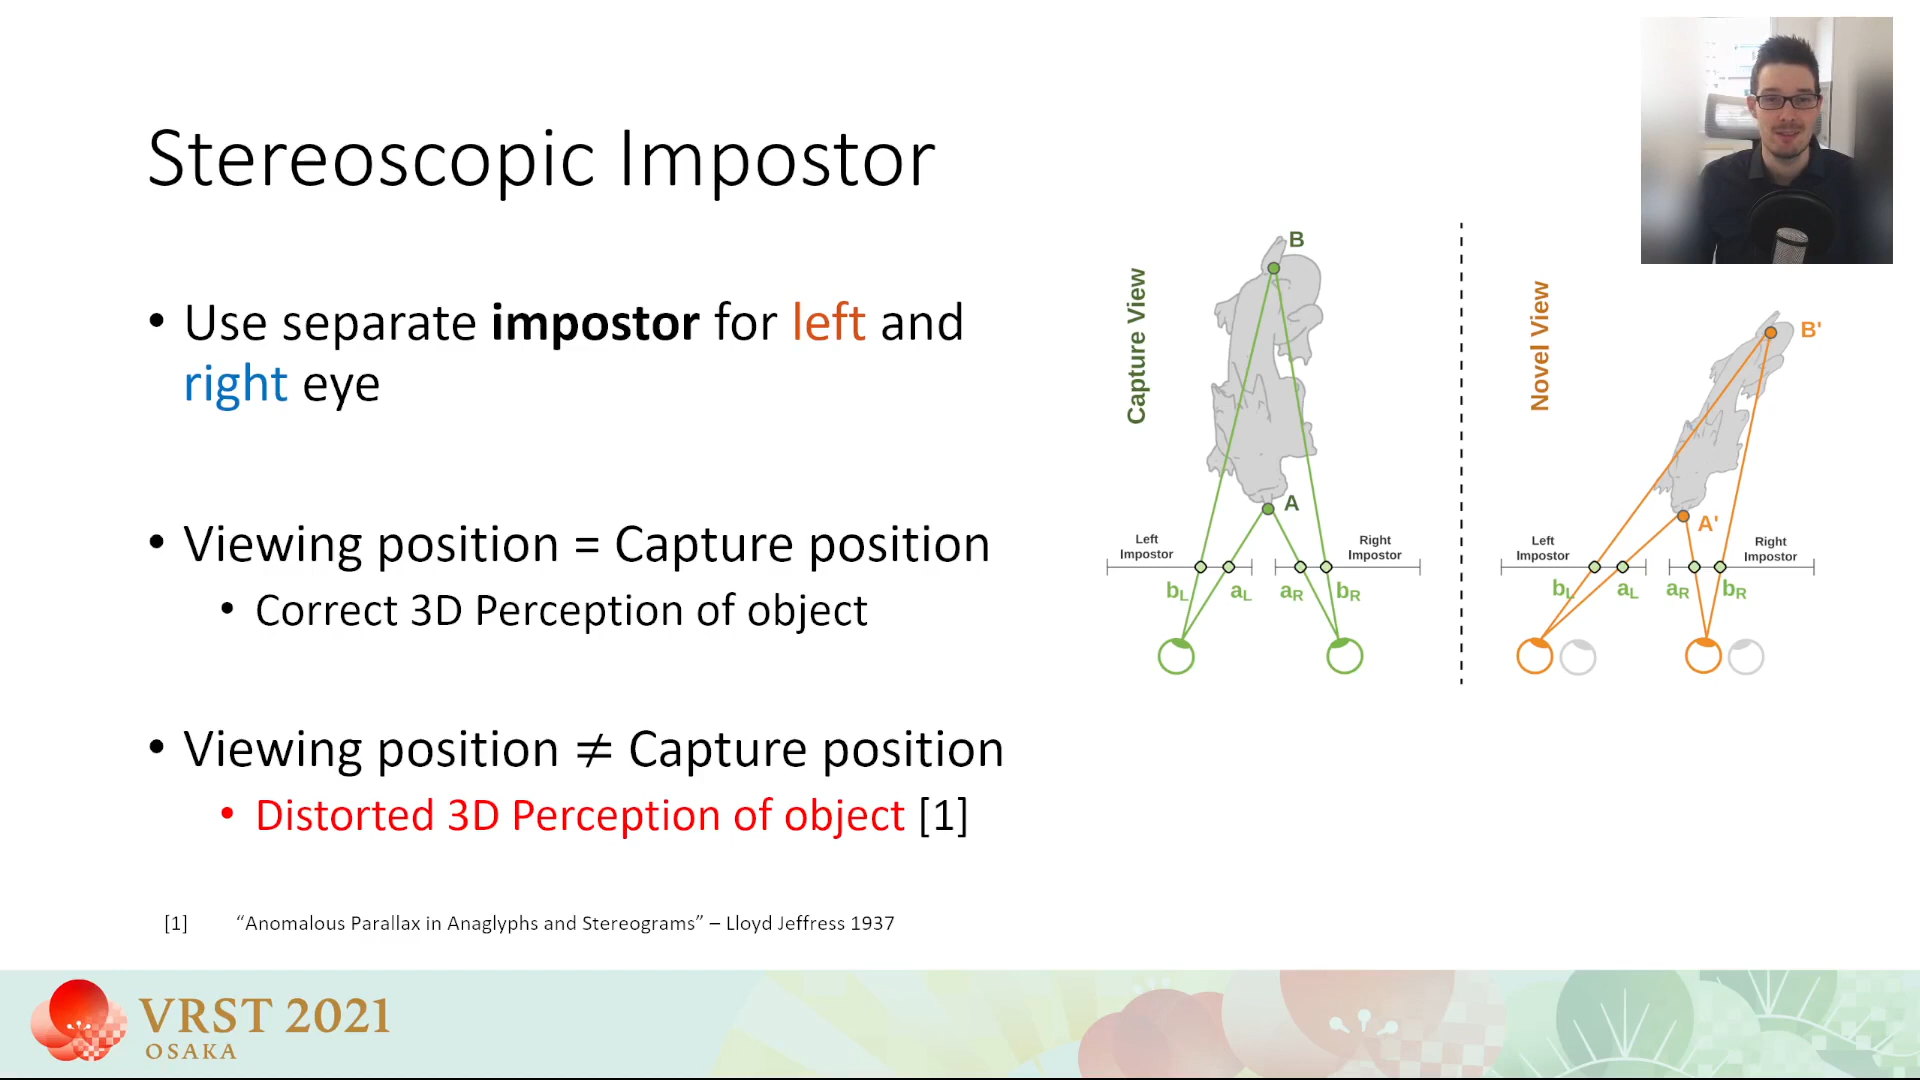 Stereoscopic Impostor
• Use separate impostor for left and
right eye
• Viewing position = Capture position
• Correct 3D Perception of object
• Viewing position ≠ Capture position
• Distorted 3D Perception of object [1]
[1] “Anomalous Parallax in Anaglyphs and Stereograms” – Lloyd Jeffress 1937
Capture View
B
A
Left
Impostor
Right
Impostor
bL aL aR bR
Novel View
B'
A'
Left
Impostor
Right
Impostor
bL aL aR bR
VRST 2021
OSAKA